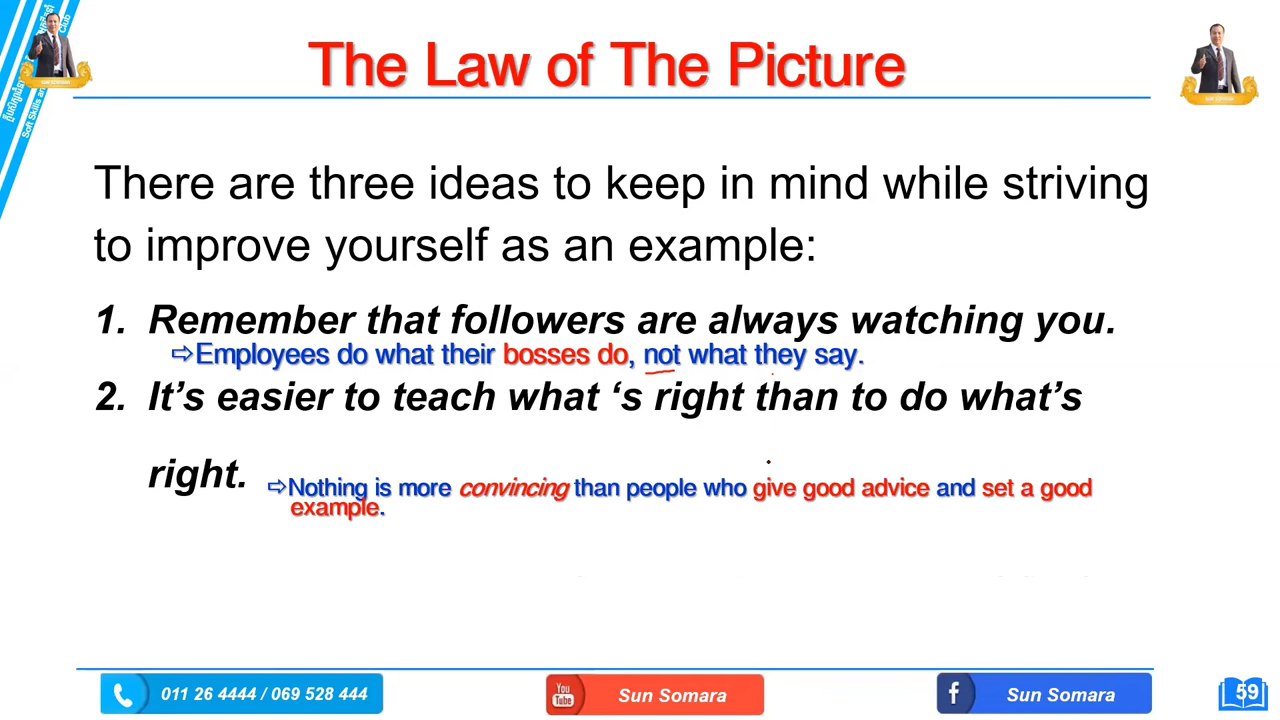 The Law of The Picture
There are three ideas to keep in mind while striving
to improve yourself as an example:
1. Remember that followers are always watching you.
⇨Employees do what their bosses do, not what they say.
2. It’s easier to teach what ‘s right than to do what’s
right.
⇨Nothing is more convincing than people who give good advice and set a good
example.
011 26 4444 / 069 528 444
You
Tube
Sun Somara
f
Sun Somara
59